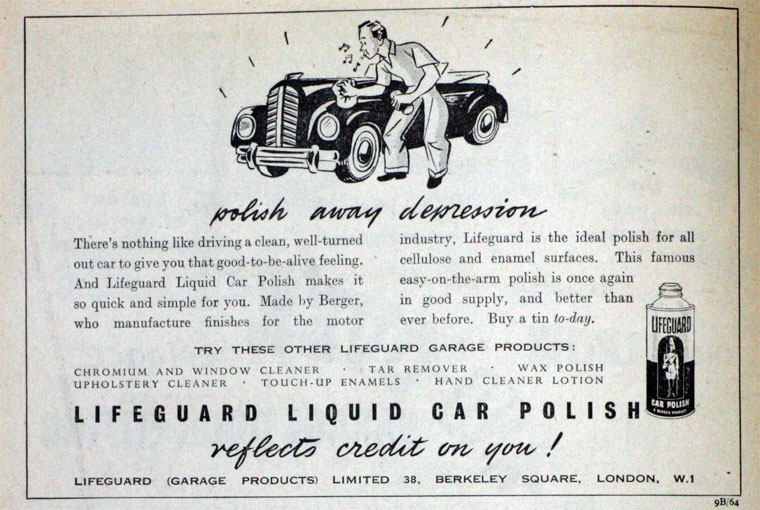 polish away depression
There's nothing like driving a clean, well-turned
out car to give you that good-to-be-alive feeling.
And Lifeguard Liquid Car Polish makes it
so quick and simple for you. Made by Berger,
who manufacture finishes for the motor
industry, Lifeguard is the ideal polish for all
cellulose and enamel surfaces. This famous
easy-on-the-arm polish is once again
in good supply, and better than
ever before. Buy a tin to-day.
LIFEGUARD
CAR POLISH
A BERGER PRODUCT
TRY THESE OTHER LIFEGUARD GARAGE PRODUCTS:
CHROMIUM AND WINDOW CLEANER · TAR REMOVER · WAX POLISH
UPHOLSTERY CLEANER · TOUCH-UP ENAMELS · HAND CLEANER LOTION
LIFEGUARD LIQUID CAR POLISH
reflects credit on you!
LIFEGUARD (GARAGE PRODUCTS) LIMITED 38, BERKELEY SQUARE, LONDON, W.1
9B/64